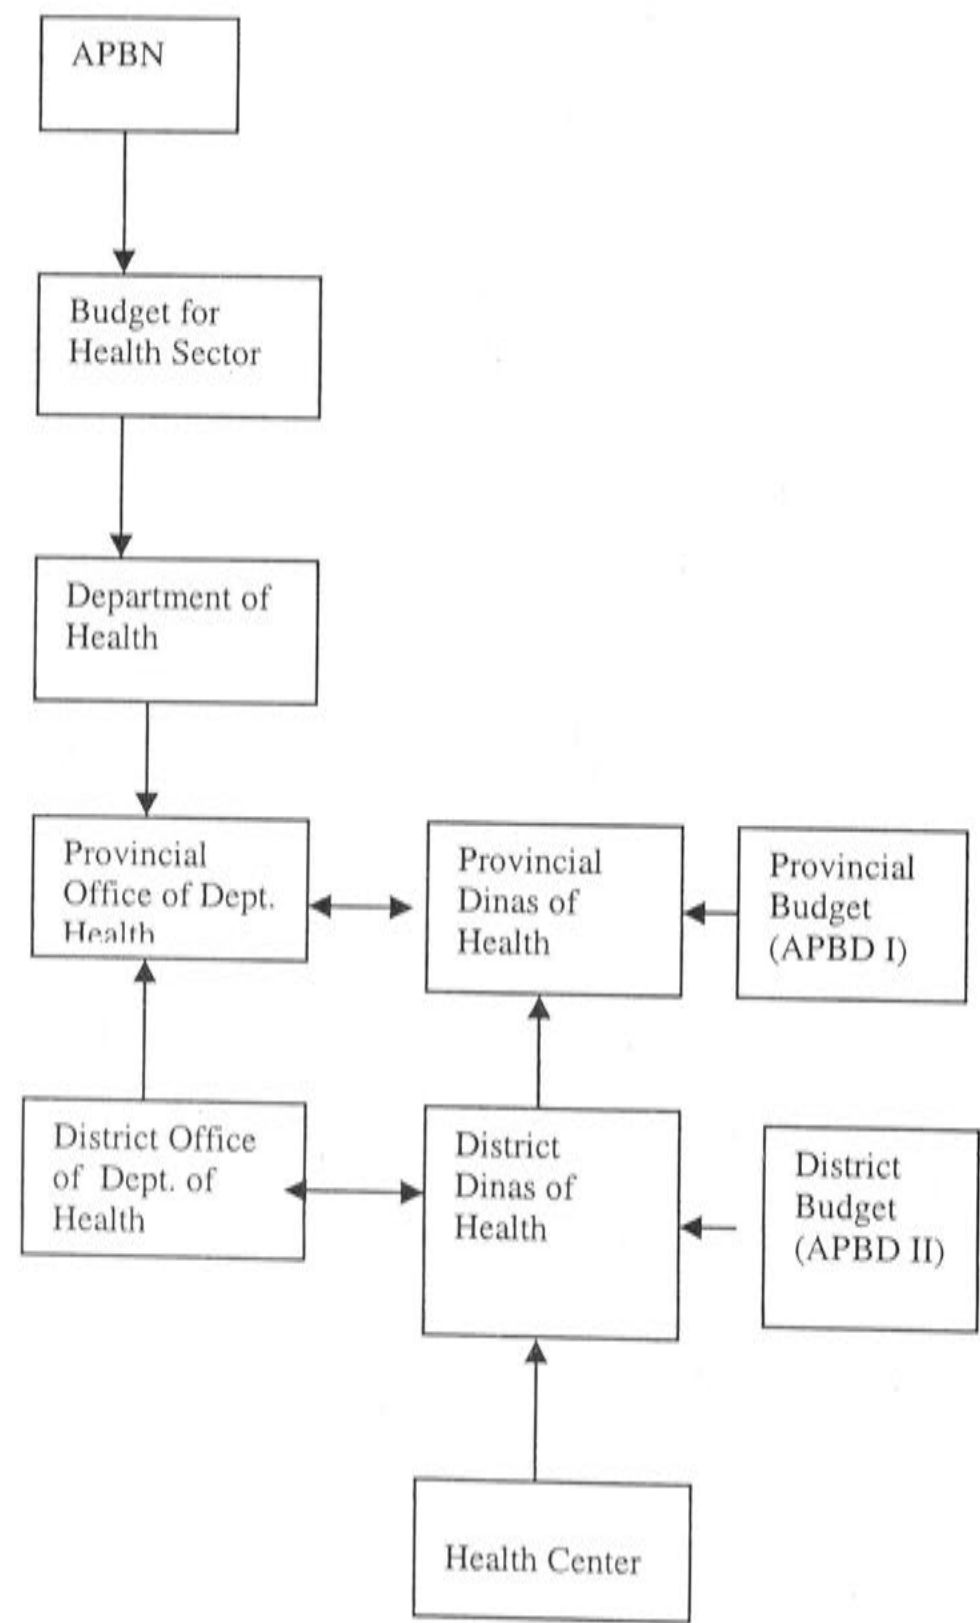 APBN
Budget for
Health Sector
Department of
Health
Provincial
Office of Dept.
Health
Provincial
Dinas of
Health
Provincial
Budget
(APBD I)
District Office
of Dept. of
Health
District
Dinas of
Health
District
Budget
(APBD II)
Health Center